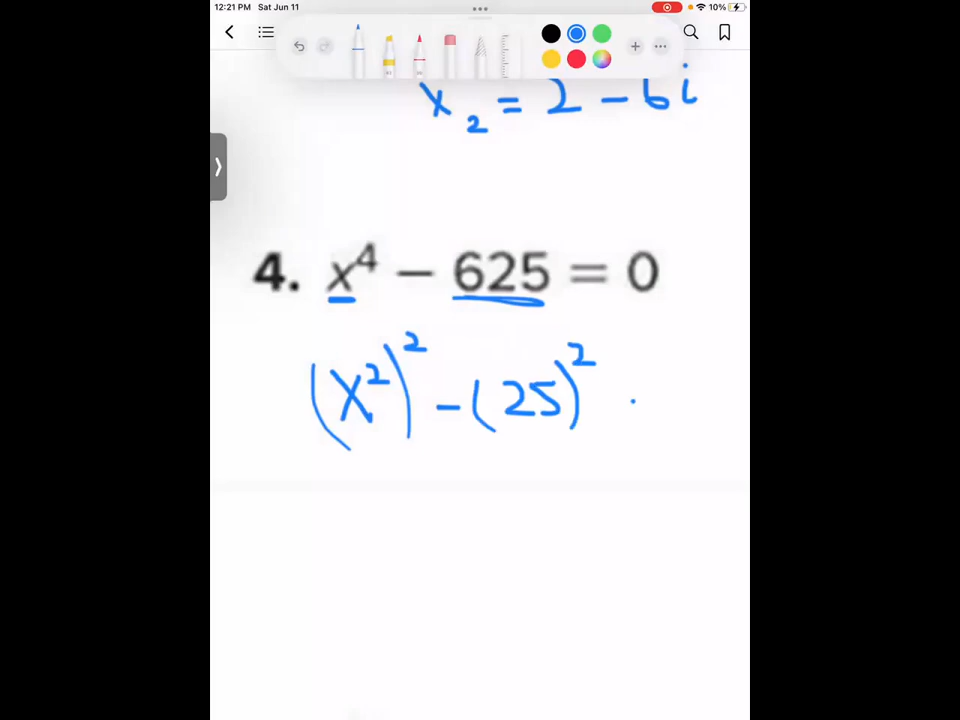 12:21 PM Sat Jun 11
10%
x₂ = 2 - 6i
4. x⁴ − 625 = 0
(x²)² - (25)²